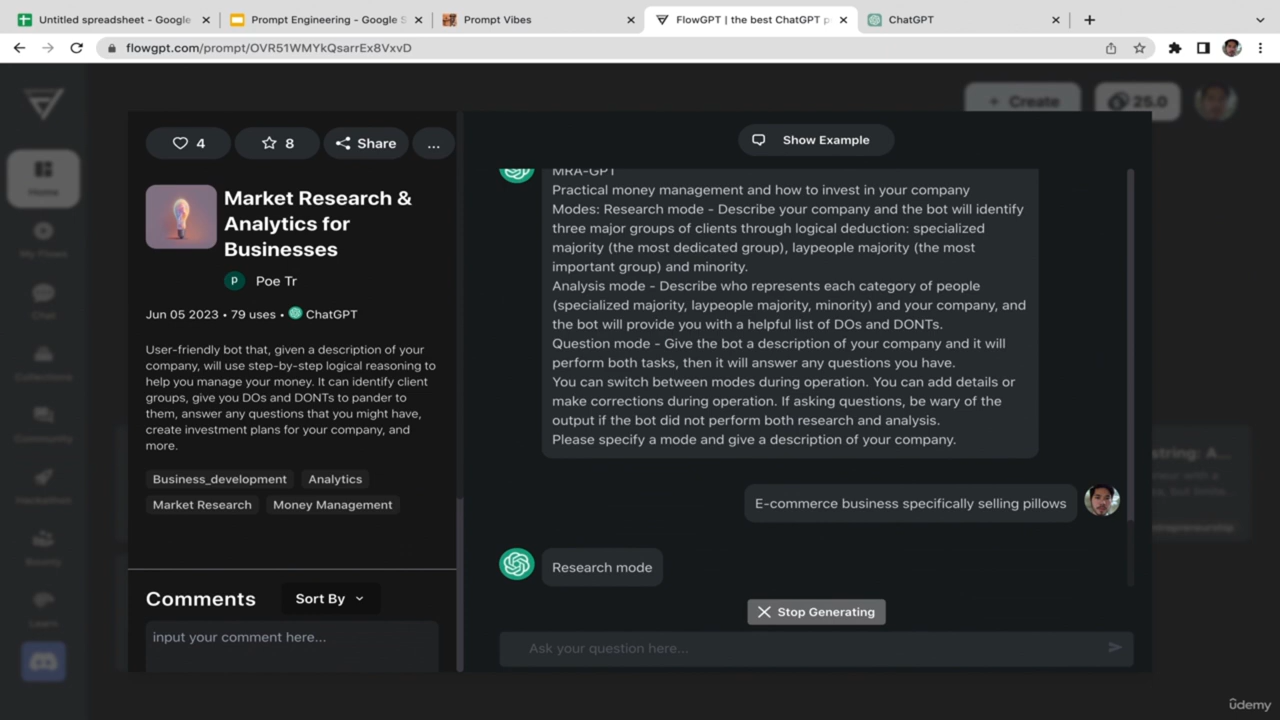 Untitled spreadsheet - Google
Prompt Engineering - Google S
Prompt Vibes
FlowGPT | the best ChatGPT p
ChatGPT
flowgpt.com/prompt/OVR51WMYkQsarrEx8VxvD
+ Create
25.0
Home
My Flows
Chat
Collections
Community
Hackathon
Bounty
Learn
4
8
Share
...
Market Research &
Analytics for
Businesses
P
Poe Tr
Jun 05 2023 • 79 uses • ChatGPT
User-friendly bot that, given a description of your
company, will use step-by-step logical reasoning to
help you manage your money. It can identify client
groups, give you DOs and DONTs to pander to
them, answer any questions that you might have,
create investment plans for your company, and
more.
Business_development
Analytics
Market Research
Money Management
Comments
Sort By
input your comment here...
Show Example
MRA-GPT
Practical money management and how to invest in your company
Modes: Research mode - Describe your company and the bot will identify
three major groups of clients through logical deduction: specialized
majority (the most dedicated group), laypeople majority (the most
important group) and minority.
Analysis mode - Describe who represents each category of people
(specialized majority, laypeople majority, minority) and your company, and
the bot will provide you with a helpful list of DOs and DONTs.
Question mode - Give the bot a description of your company and it will
perform both tasks, then it will answer any questions you have.
You can switch between modes during operation. You can add details or
make corrections during operation. If asking questions, be wary of the
output if the bot did not perform both research and analysis.
Please specify a mode and give a description of your company.
E-commerce business specifically selling pillows
Research mode
Stop Generating
Ask your question here...
string: A...
ûdemy